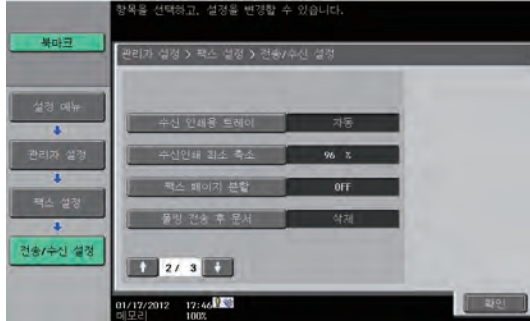 항목을 선택하고, 설정을 변경할 수 있습니다.
북마크
관리자 설정 > 팩스 설정 > 전송/수신 설정
설정 메뉴
관리자 설정
팩스 설정
전송/수신 설정
수신 인쇄용 트레이 자동
수신인쇄 최소 축소 96 %
팩스 페이지 분할 OFF
폴링 전송 후 문서 삭제
2/ 3
01/17/2012 17:46
메모리 100%
확인